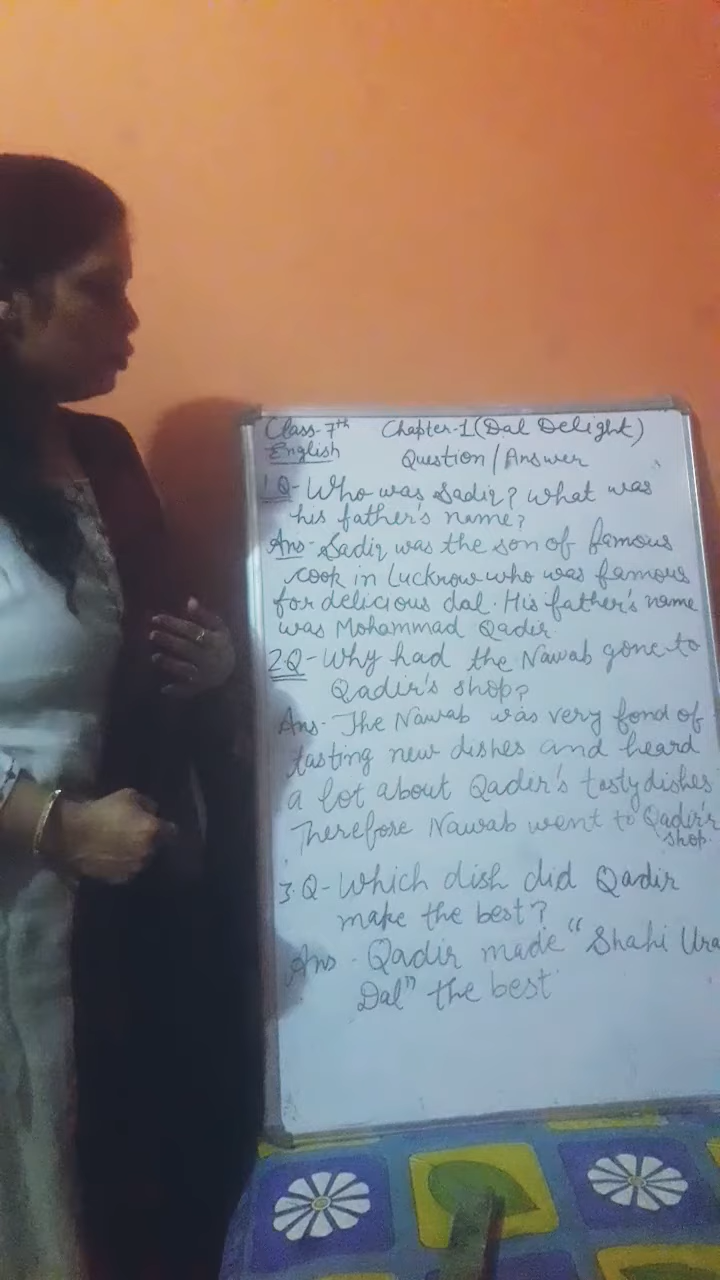 Class-7th Chapter-1 (Dal Delight)
English Question/Answer
1Q- Who was Sadiq? What was
his father's name?
Ans- Sadiq was the son of famous
cook in Lucknow who was famous
for delicious dal. His father's name
was Mohammad Qadir
2Q- Why had the Nawab gone to
Qadir's shop?
Ans- The Nawab was very fond of
tasting new dishes and heard
a lot about Qadir's tasty dishes
Therefore Nawab went to Qadir's
shop.
3.Q- Which dish did Qadir
make the best?
Ans - Qadir made "Shahi
Dal" the best